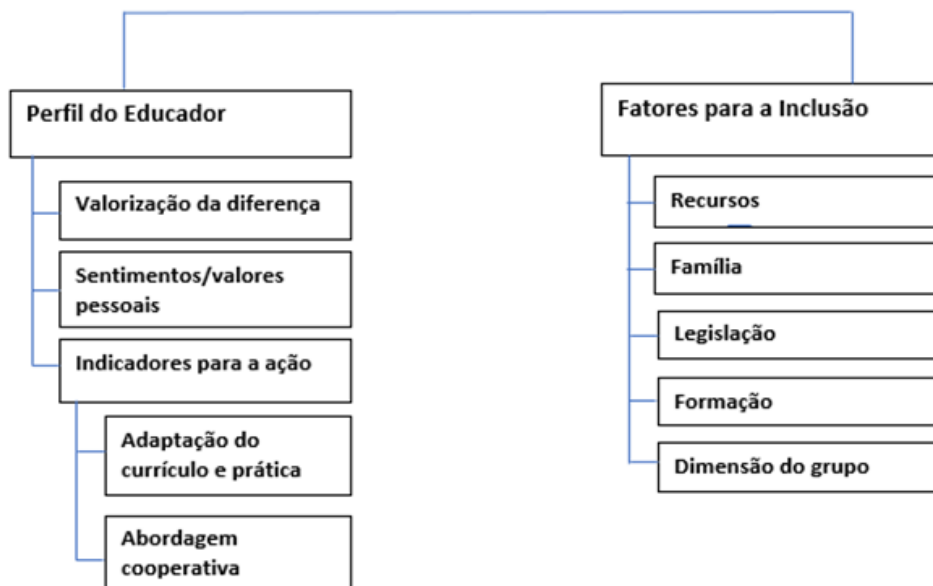 Perfil do Educador
Valorização da diferença
Sentimentos/valores
pessoais
Indicadores para a ação
Adaptação do
currículo e prática
Abordagem
cooperativa
Fatores para a Inclusão
Recursos
Família
Legislação
Formação
Dimensão do grupo